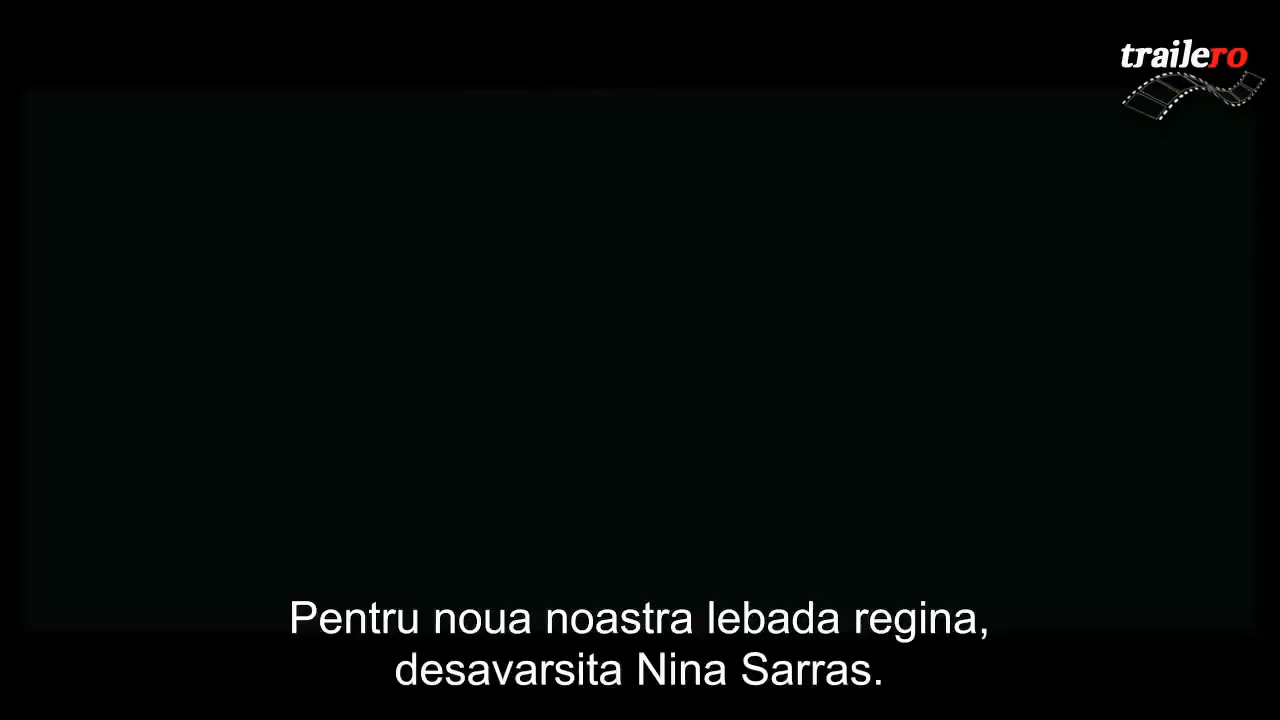 trailero
Pentru noua noastra lebada regina,
desavarsita Nina Sarras.